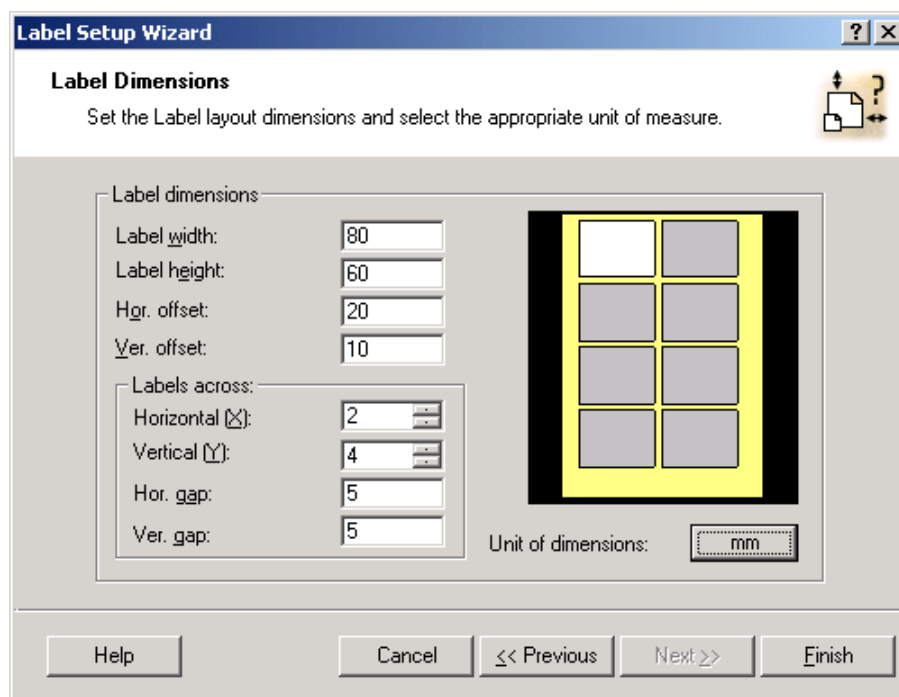 Label Setup Wizard
Label Dimensions
Set the Label layout dimensions and select the appropriate unit of measure.
Label dimensions
Label width: 80
Label height: 60
Hor. offset: 20
Ver. offset: 10
Labels across:
Horizontal (X): 2
Vertical (Y): 4
Hor. gap: 5
Ver. gap: 5
Unit of dimensions: mm
Help Cancel << Previous Next >> Finish